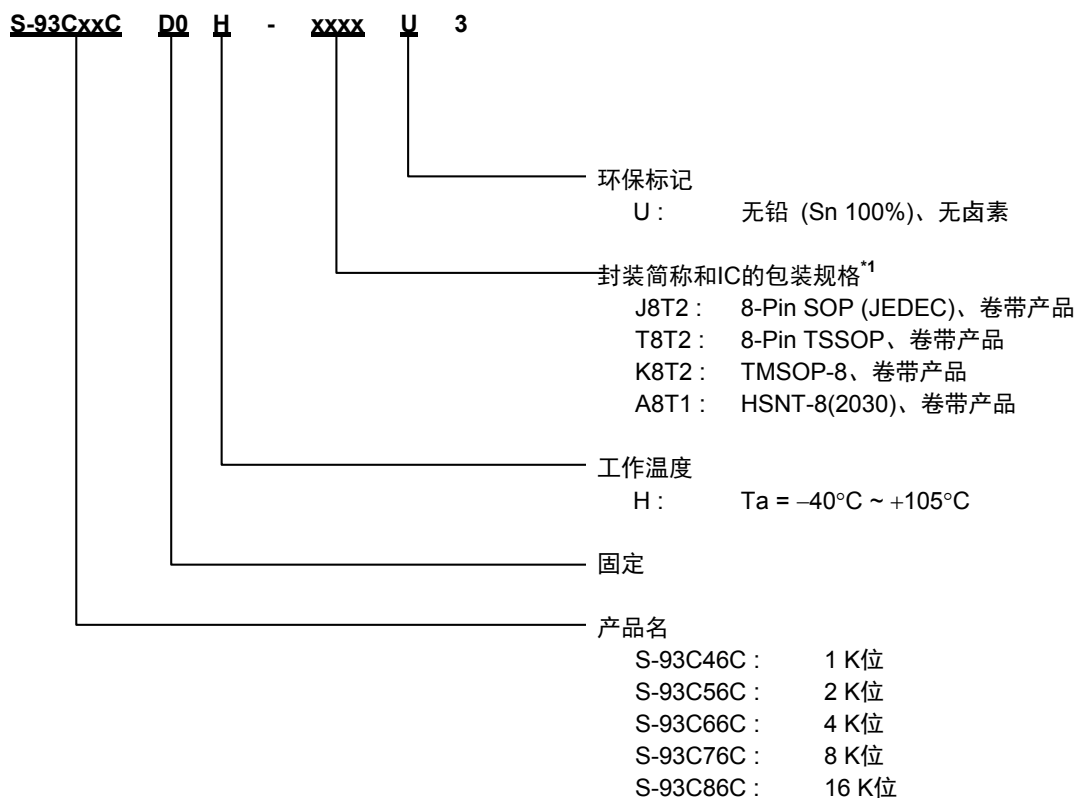 S-93CxxC D0 H - xxxx U 3
环保标记
U : 无铅 (Sn 100%)、无卤素
封装简称和IC的包装规格*1
J8T2 : 8-Pin SOP (JEDEC)、卷带产品
T8T2 : 8-Pin TSSOP、卷带产品
K8T2 : TMSOP-8、卷带产品
A8T1 : HSNT-8(2030)、卷带产品
工作温度
H : Ta = −40°C ~ +105°C
固定
产品名
S-93C46C : 1 K位
S-93C56C : 2 K位
S-93C66C : 4 K位
S-93C76C : 8 K位
S-93C86C : 16 K位